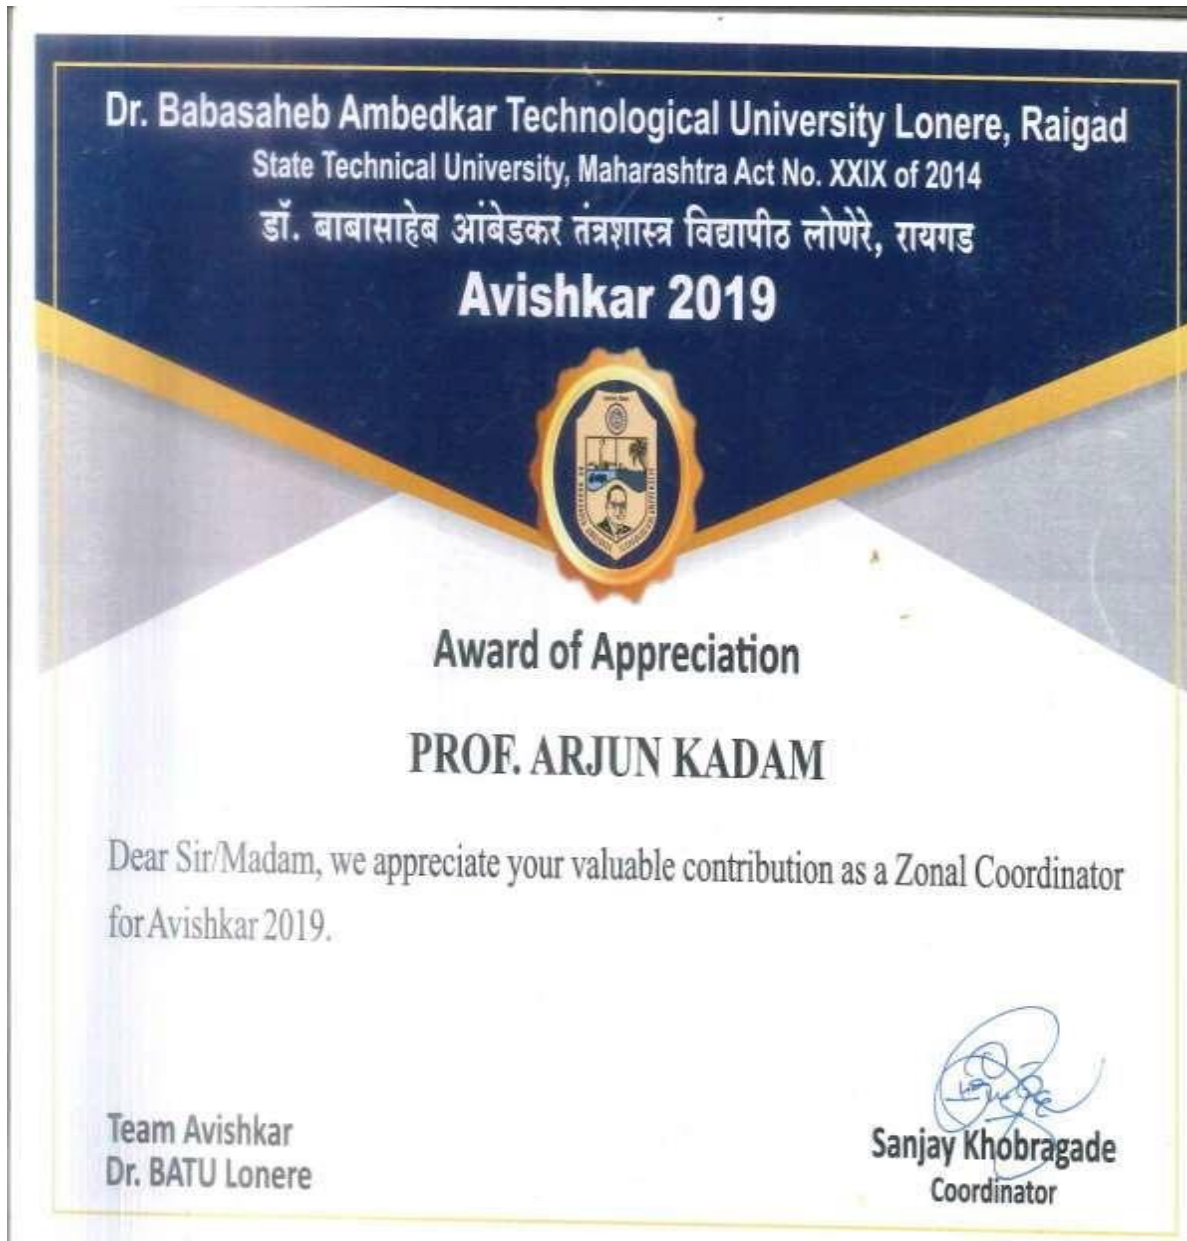 Dr. Babasaheb Ambedkar Technological University Lonere, Raigad
State Technical University, Maharashtra Act No. XXIX of 2014
डॉ. बाबासाहेब आंबेडकर तंत्रशास्त्र विद्यापीठ लोणेरे, रायगड
Avishkar 2019
Award of Appreciation
PROF. ARJUN KADAM
Dear Sir/Madam, we appreciate your valuable contribution as a Zonal Coordinator
for Avishkar 2019.
Team Avishkar
Dr. BATU Lonere
Sanjay Khobragade
Coordinator